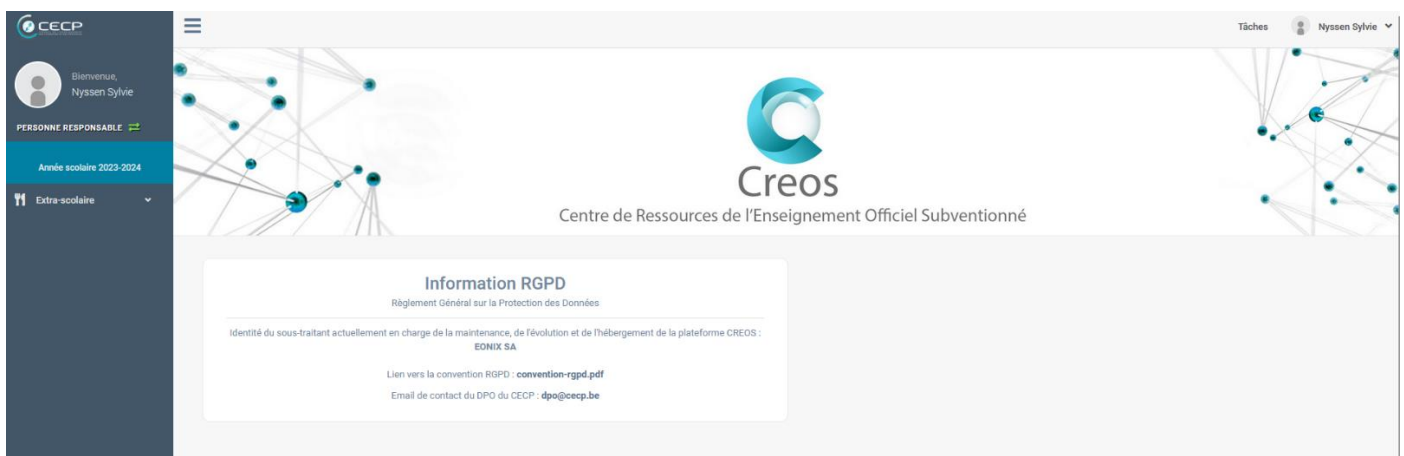 CECP
Tâches
Nyssen Sylvie
Bienvenue,
Nyssen Sylvie
PERSONNE RESPONSABLE
Année scolaire 2023-2024
Extra-scolaire
Creos
Centre de Ressources de l'Enseignement Officiel Subventionné
Information RGPD
Règlement Général sur la Protection des Données
Identité du sous-traitant actuellement en charge de la maintenance, de l'évolution et de l'hébergement de la plateforme CREOS :
EONIX SA
Lien vers la convention RGPD : convention-rgpd.pdf
Email de contact du DPO du CECP : dpo@cecp.be